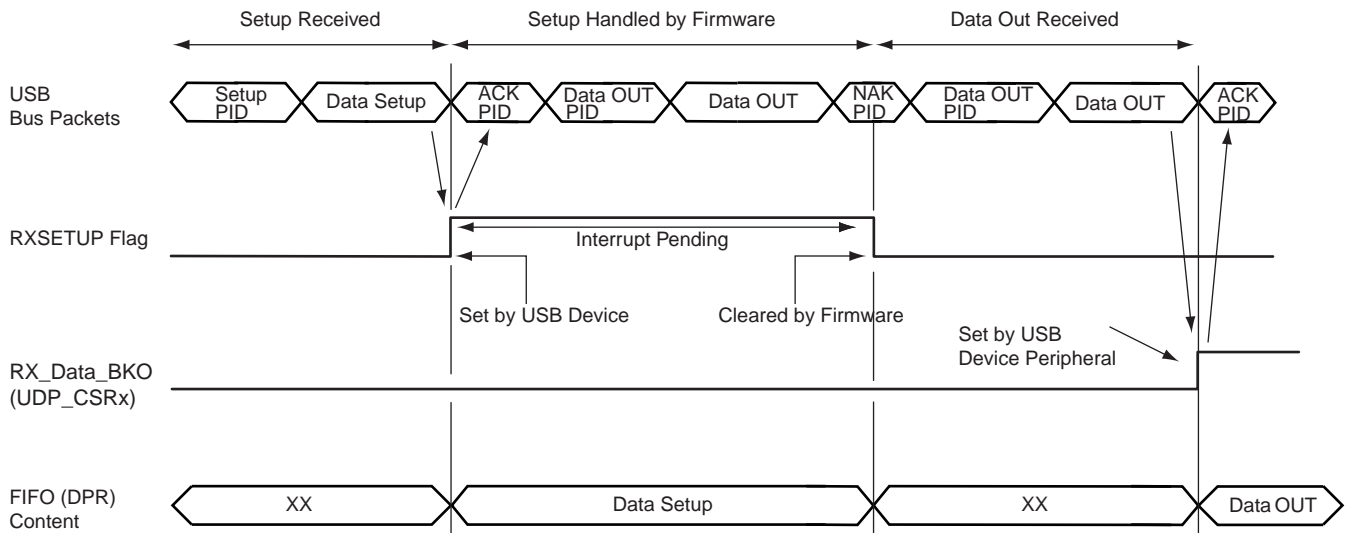 Setup Received
Setup Handled by Firmware
Data Out Received
USB
Bus Packets
Setup
PID
Data Setup
ACK
PID
Data OUT
PID
Data OUT
NAK
PID
Data OUT
PID
Data OUT
ACK
PID
RXSETUP Flag
Interrupt Pending
Set by USB Device
Cleared by Firmware
Set by USB
Device Peripheral
RX_Data_BKO
(UDP_CSRx)
FIFO (DPR)
Content
XX
Data Setup
XX
Data OUT